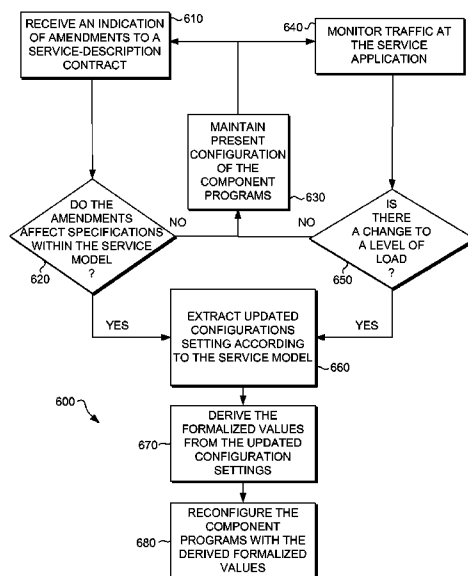 RECEIVE AN INDICATION
OF AMENDMENTS TO A
SERVICE-DESCRIPTION
CONTRACT
610
640
MONITOR TRAFFIC AT
THE SERVICE
APPLICATION
MAINTAIN
PRESENT
CONFIGURATION
OF THE
COMPONENT
PROGRAMS
630
DO THE
AMENDMENTS
AFFECT SPECIFICATIONS
WITHIN THE SERVICE
MODEL
?
620
NO
NO
IS
THERE
A CHANGE TO
A LEVEL OF
LOAD
?
650
YES
YES
EXTRACT UPDATED
CONFIGURATIONS
SETTING ACCORDING
TO THE SERVICE MODEL
660
600
670
DERIVE THE
FORMALIZED VALUES
FROM THE UPDATED
CONFIGURATION
SETTINGS
680
RECONFIGURE THE
COMPONENT
PROGRAMS WITH THE
DERIVED FORMALIZED
VALUES